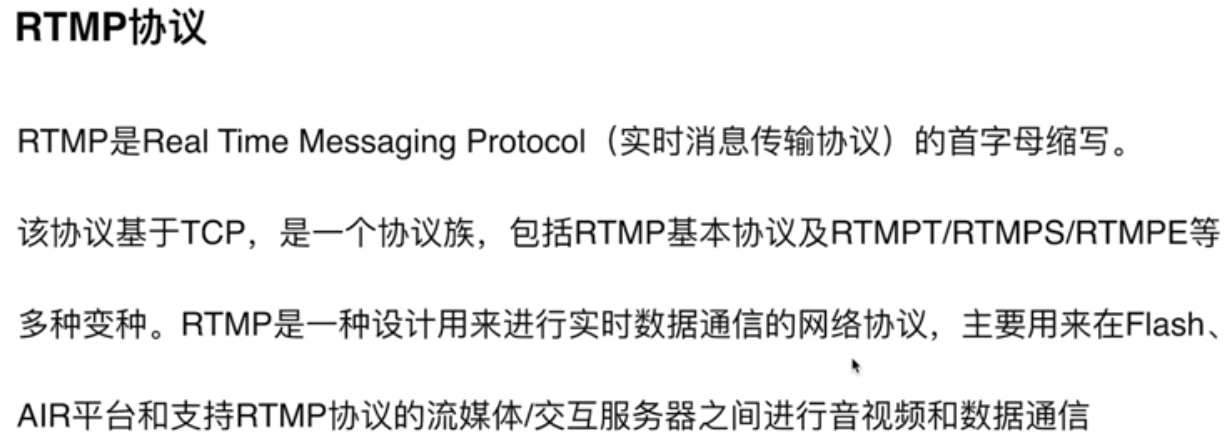 RTMP协议
RTMP是Real Time Messaging Protocol（实时消息传输协议）的首字母缩写。
该协议基于TCP，是一个协议族，包括RTMP基本协议及RTMPT/RTMPS/RTMPE等
多种变种。RTMP是一种设计用来进行实时数据通信的网络协议，主要用来在Flash、
AIR平台和支持RTMP协议的流媒体/交互服务器之间进行音视频和数据通信